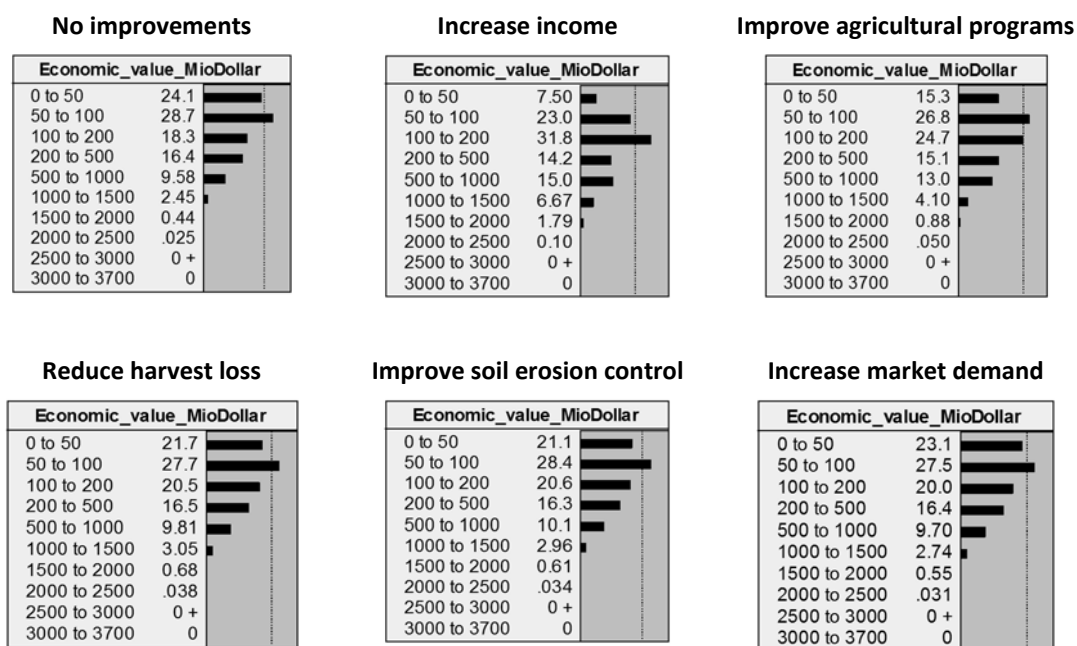 No improvements
Economic_value_MioDollar
0 to 50 24.1
50 to 100 28.7
100 to 200 18.3
200 to 500 16.4
500 to 1000 9.58
1000 to 1500 2.45
1500 to 2000 0.44
2000 to 2500 .025
2500 to 3000 0 +
3000 to 3700 0
Increase income
Economic_value_MioDollar
0 to 50 7.50
50 to 100 23.0
100 to 200 31.8
200 to 500 14.2
500 to 1000 15.0
1000 to 1500 6.67
1500 to 2000 1.79
2000 to 2500 0.10
2500 to 3000 0 +
3000 to 3700 0
Improve agricultural programs
Economic_value_MioDollar
0 to 50 15.3
50 to 100 26.8
100 to 200 24.7
200 to 500 15.1
500 to 1000 13.0
1000 to 1500 4.10
1500 to 2000 0.88
2000 to 2500 .050
2500 to 3000 0 +
3000 to 3700 0
Reduce harvest loss
Economic_value_MioDollar
0 to 50 21.7
50 to 100 27.7
100 to 200 20.5
200 to 500 16.5
500 to 1000 9.81
1000 to 1500 3.05
1500 to 2000 0.68
2000 to 2500 .038
2500 to 3000 0 +
3000 to 3700 0
Improve soil erosion control
Economic_value_MioDollar
0 to 50 21.1
50 to 100 28.4
100 to 200 20.6
200 to 500 16.3
500 to 1000 10.1
1000 to 1500 2.96
1500 to 2000 0.61
2000 to 2500 .034
2500 to 3000 0 +
3000 to 3700 0
Increase market demand
Economic_value_MioDollar
0 to 50 23.1
50 to 100 27.5
100 to 200 20.0
200 to 500 16.4
500 to 1000 9.70
1000 to 1500 2.74
1500 to 2000 0.55
2000 to 2500 .031
2500 to 3000 0 +
3000 to 3700 0